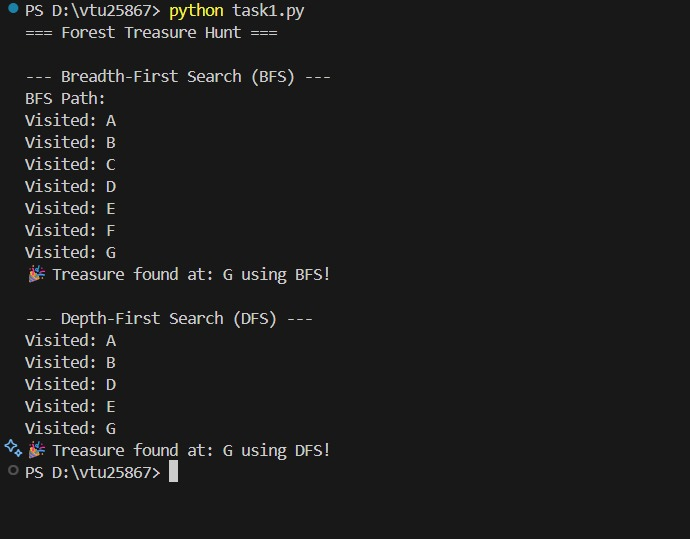 PS D:\vtu25867> python task1.py
=== Forest Treasure Hunt ===
--- Breadth-First Search (BFS) ---
BFS Path:
Visited: A
Visited: B
Visited: C
Visited: D
Visited: E
Visited: F
Visited: G
🎉 Treasure found at: G using BFS!
--- Depth-First Search (DFS) ---
Visited: A
Visited: B
Visited: D
Visited: E
Visited: G
🎉 Treasure found at: G using DFS!
PS D:\vtu25867>